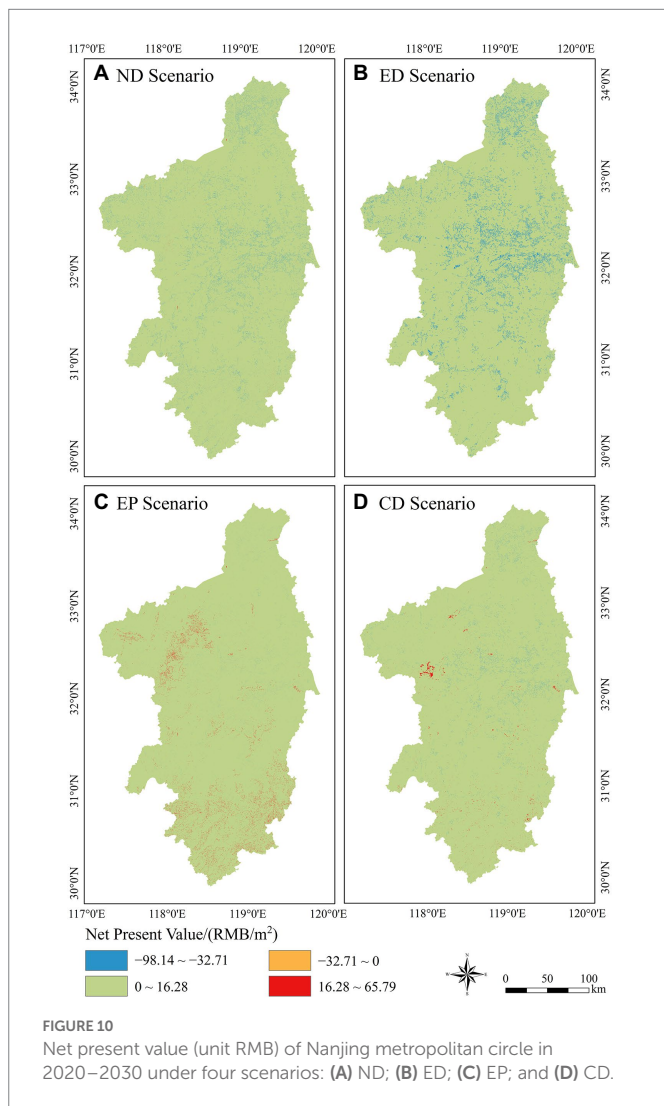 117°0'E 118°0'E 119°0'E 120°0'E
118°0'E 119°0'E 120°0'E
A ND Scenario
B ED Scenario
34°0'N
33°0'N
32°0'N
31°0'N
30°0'N
34°0'N
33°0'N
32°0'N
31°0'N
30°0'N
C EP Scenario
D CD Scenario
34°0'N
33°0'N
32°0'N
31°0'N
30°0'N
34°0'N
33°0'N
32°0'N
31°0'N
30°0'N
117°0'E 118°0'E 119°0'E 120°0'E
118°0'E 119°0'E 120°0'E
Net Present Value/(RMB/m²)
−98.14 ~ −32.71
−32.71 ~ 0
0 ~ 16.28
16.28 ~ 65.79
N
W E
S
0 50 100
km
FIGURE 10
Net present value (unit RMB) of Nanjing metropolitan circle in
2020–2030 under four scenarios: (A) ND; (B) ED; (C) EP; and (D) CD.